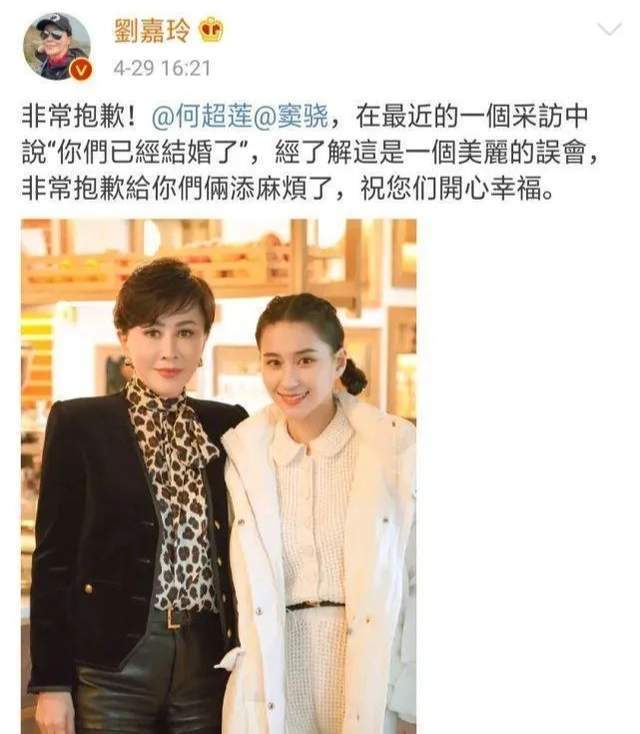 劉嘉玲
4-29 16:21
非常抱歉！@何超莲@窦骁，在最近的一個采訪中
說“你們已經結婚了”，經了解這是一個美麗的誤會，
非常抱歉給你們倆添麻煩了，祝您们開心幸福。